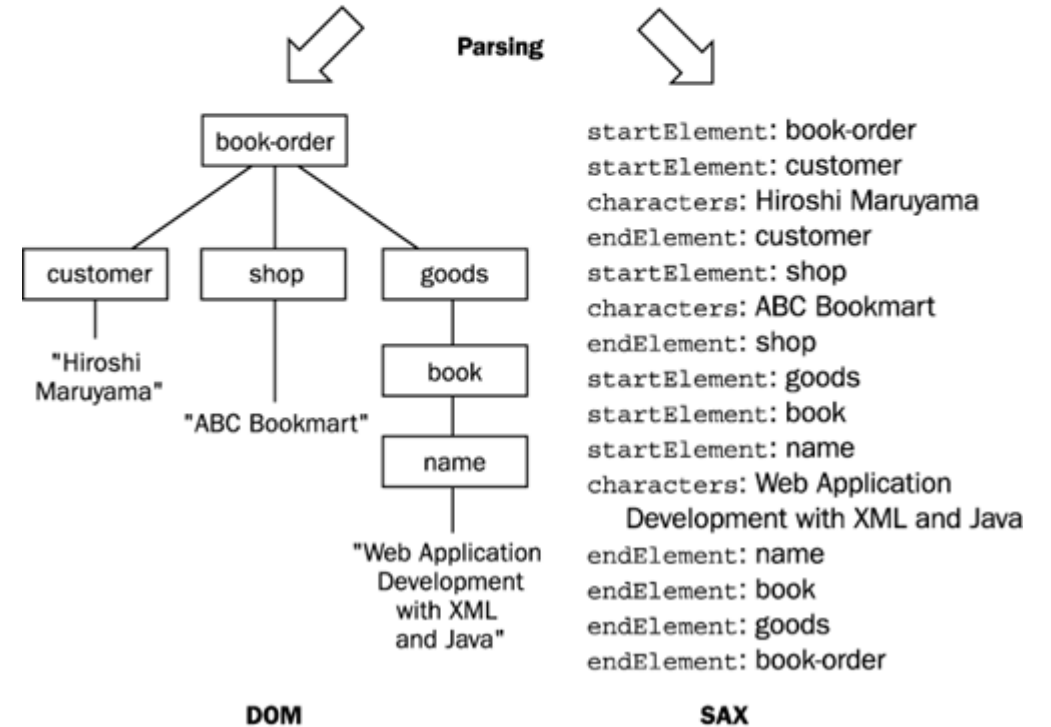 Parsing
book-order
customer
shop
goods
"Hiroshi
Maruyama"
book
"ABC Bookmart"
name
"Web Application
Development
with XML
and Java"
DOM
startElement: book-order
startElement: customer
characters: Hiroshi Maruyama
endElement: customer
startElement: shop
characters: ABC Bookmart
endElement: shop
startElement: goods
startElement: book
startElement: name
characters: Web Application
Development with XML and Java
endElement: name
endElement: book
endElement: goods
endElement: book-order
SAX